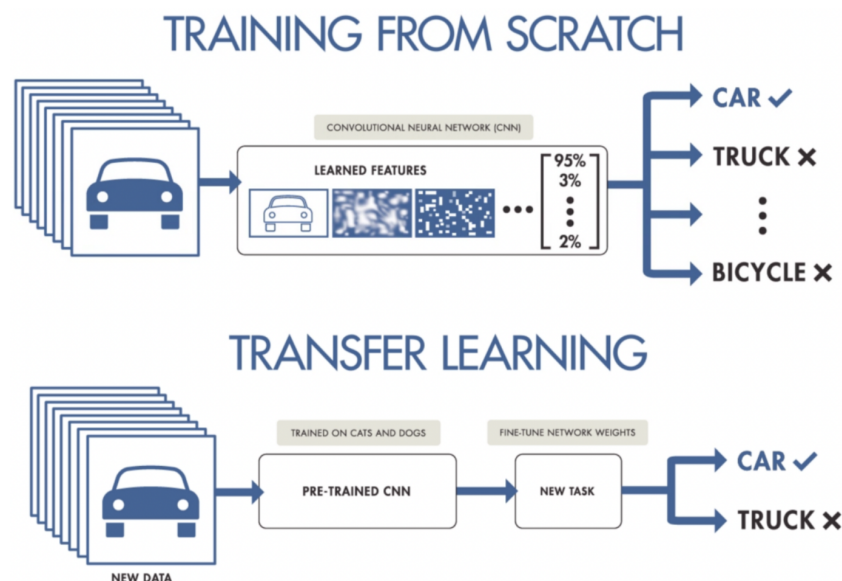 TRAINING FROM SCRATCH
CONVOLUTIONAL NEURAL NETWORK (CNN)
LEARNED FEATURES
95%
3%
2%
CAR ✓
TRUCK ✕
BICYCLE ✕
TRANSFER LEARNING
TRAINED ON CATS AND DOGS
FINE-TUNE NETWORK WEIGHTS
PRE-TRAINED CNN
NEW TASK
CAR ✓
TRUCK ✕
NEW DATA